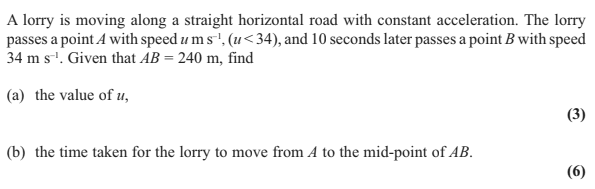 A lorry is moving along a straight horizontal road with constant acceleration. The lorry
passes a point A with speed u m s⁻¹, (u < 34), and 10 seconds later passes a point B with speed
34 m s⁻¹. Given that AB = 240 m, find
(a) the value of u,
(3)
(b) the time taken for the lorry to move from A to the mid-point of AB.
(6)